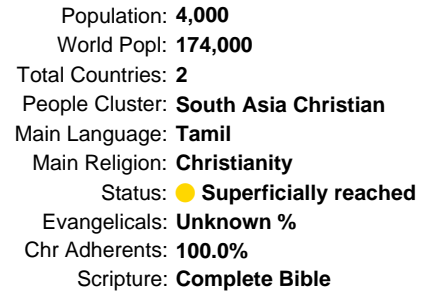 Population: 4,000
World Popl: 174,000
Total Countries: 2
People Cluster: South Asia Christian
Main Language: Tamil
Main Religion: Christianity
Status: Superficially reached
Evangelicals: Unknown %
Chr Adherents: 100.0%
Scripture: Complete Bible